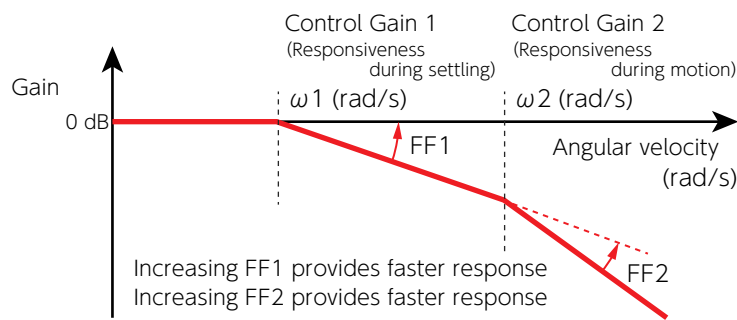 Control Gain 1
(Responsiveness
during settling)
Control Gain 2
(Responsiveness
during motion)
Gain
ω1 (rad/s)
ω2 (rad/s)
0 dB
FF1
Angular velocity
(rad/s)
FF2
Increasing FF1 provides faster response
Increasing FF2 provides faster response